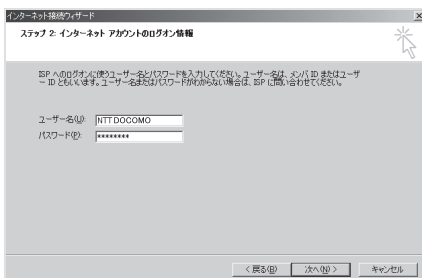 インターネット接続ウィザード
ステップ 2: インターネット アカウントのログオン情報
ISP へのログオンに使うユーザー名とパスワードを入力してください。ユーザー名は、メンバ ID またはユーザ
ー ID ともいいます。ユーザー名またはパスワードがわからない場合は、ISP に問い合わせてください。
ユーザー名(U): NTTDOCOMO
パスワード(P): ********
< 戻る(B) 次へ(N) > キャンセル